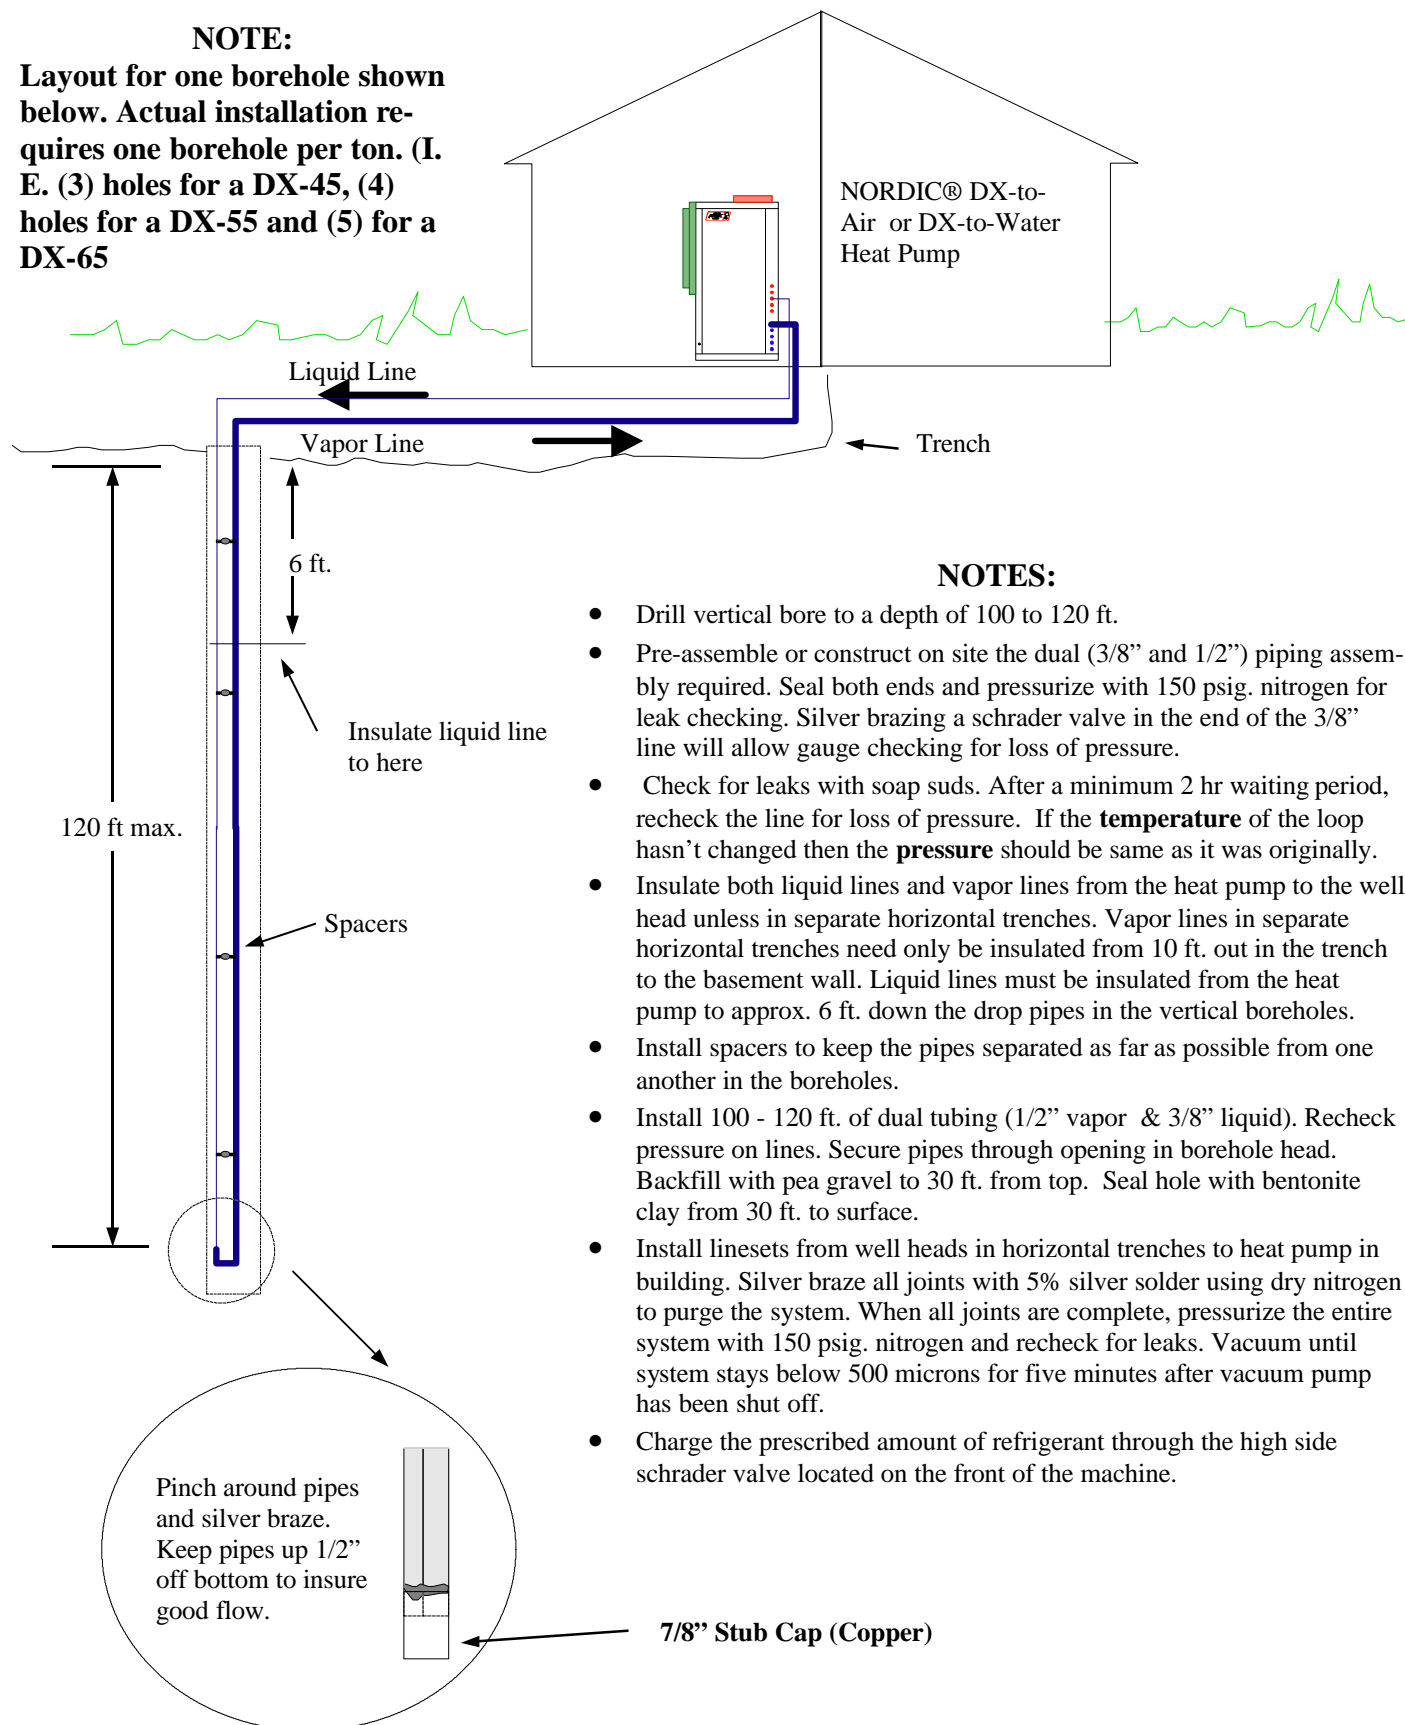 NOTE:
Layout for one borehole shown
below. Actual installation re-
quires one borehole per ton. (I.
E. (3) holes for a DX-45, (4)
holes for a DX-55 and (5) for a
DX-65
NORDIC® DX-to-
Air or DX-to-Water
Heat Pump
Liquid Line
Vapor Line
Trench
6 ft.
Insulate liquid line
to here
120 ft max.
Spacers
NOTES:
• Drill vertical bore to a depth of 100 to 120 ft.
• Pre-assemble or construct on site the dual (3/8” and 1/2”) piping assem-
bly required. Seal both ends and pressurize with 150 psig. nitrogen for
leak checking. Silver brazing a schrader valve in the end of the 3/8”
line will allow gauge checking for loss of pressure.
• Check for leaks with soap suds. After a minimum 2 hr waiting period,
recheck the line for loss of pressure. If the temperature of the loop
hasn’t changed then the pressure should be same as it was originally.
• Insulate both liquid lines and vapor lines from the heat pump to the well
head unless in separate horizontal trenches. Vapor lines in separate
horizontal trenches need only be insulated from 10 ft. out in the trench
to the basement wall. Liquid lines must be insulated from the heat
pump to approx. 6 ft. down the drop pipes in the vertical boreholes.
• Install spacers to keep the pipes separated as far as possible from one
another in the boreholes.
• Install 100 - 120 ft. of dual tubing (1/2” vapor & 3/8” liquid). Recheck
pressure on lines. Secure pipes through opening in borehole head.
Backfill with pea gravel to 30 ft. from top. Seal hole with bentonite
clay from 30 ft. to surface.
• Install linesets from well heads in horizontal trenches to heat pump in
building. Silver braze all joints with 5% silver solder using dry nitrogen
to purge the system. When all joints are complete, pressurize the entire
system with 150 psig. nitrogen and recheck for leaks. Vacuum until
system stays below 500 microns for five minutes after vacuum pump
has been shut off.
• Charge the prescribed amount of refrigerant through the high side
schrader valve located on the front of the machine.
Pinch around pipes
and silver braze.
Keep pipes up 1/2”
off bottom to insure
good flow.
7/8” Stub Cap (Copper)